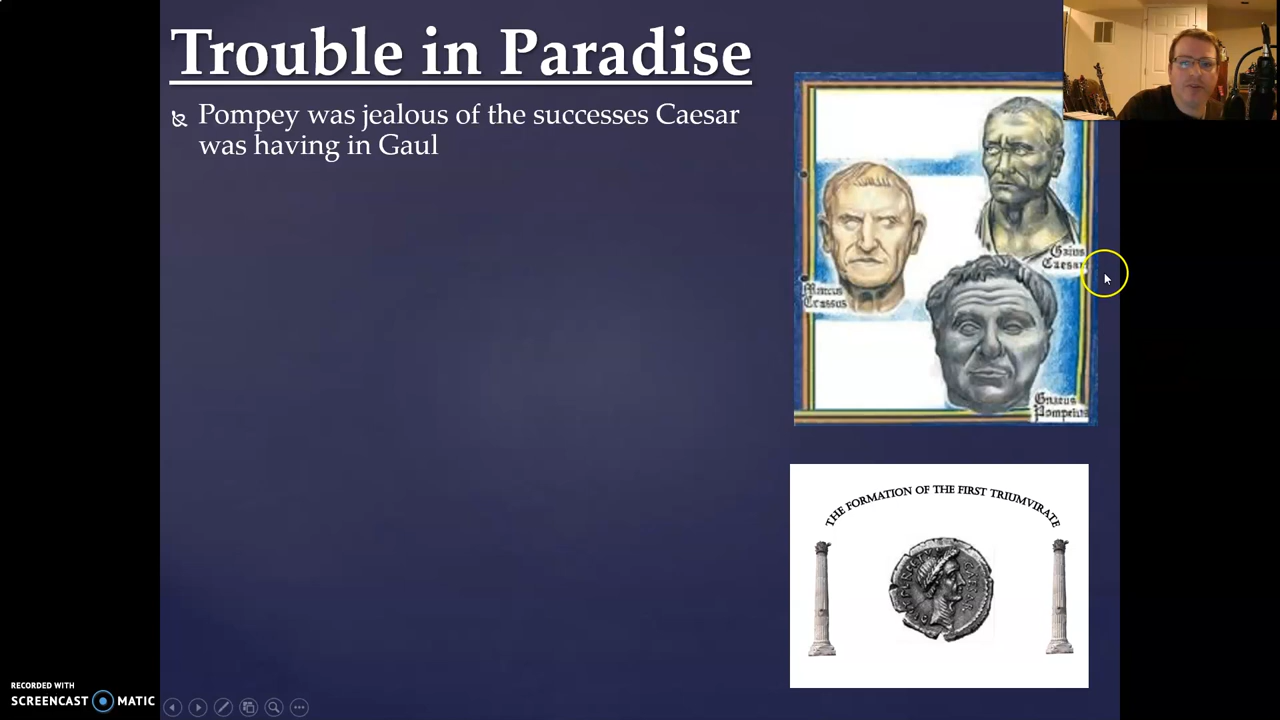 Trouble in Paradise
Pompey was jealous of the successes Caesar
was having in Gaul
Gaius
Caesar
Marcus
Crassus
Gnaeus
Pompeius
THE FORMATION OF THE FIRST TRIUMVIRATE
RECORDED WITH
SCREENCAST MATIC